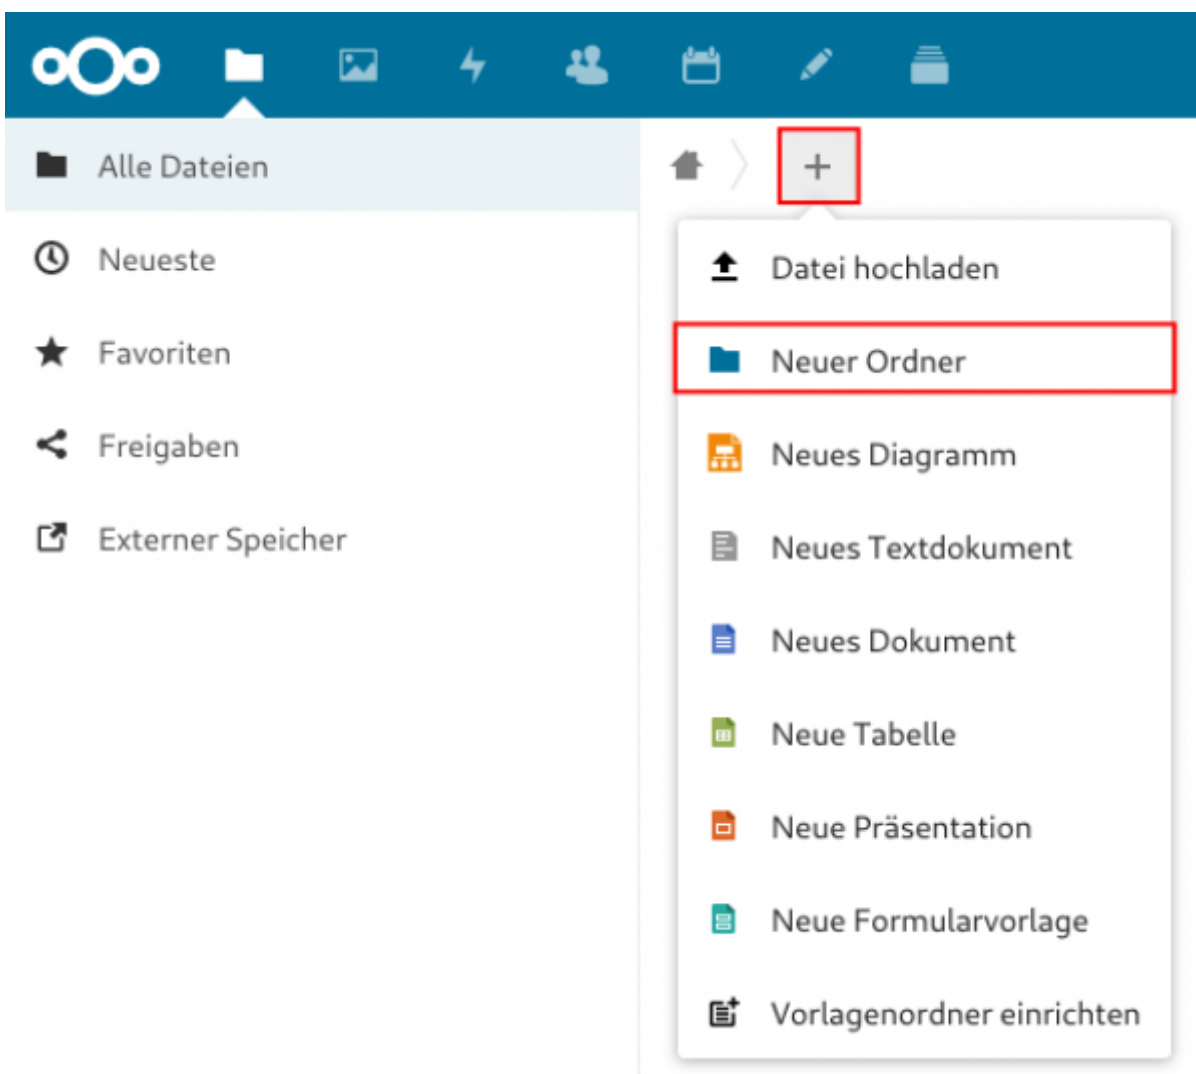 Alle Dateien
Neueste
Favoriten
Freigaben
Externer Speicher
Datei hochladen
Neuer Ordner
Neues Diagramm
Neues Textdokument
Neues Dokument
Neue Tabelle
Neue Präsentation
Neue Formularvorlage
Vorlagenordner einrichten